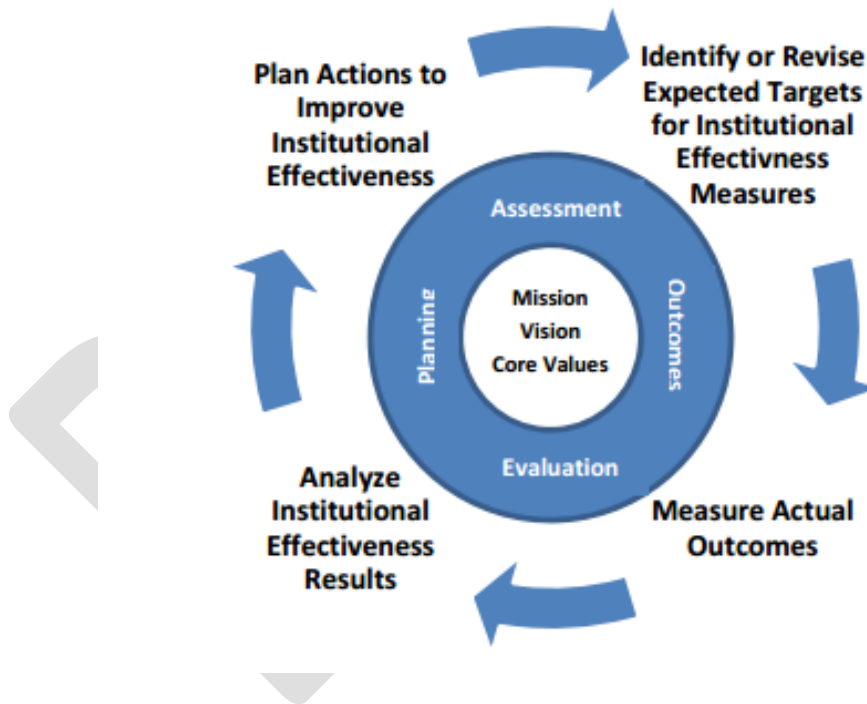 Plan Actions to
Improve
Institutional
Effectiveness
Identify or Revise
Expected Targets
for Institutional
Effectivness
Measures
Assessment
Planning
Mission
Vision
Core Values
Outcomes
Evaluation
Analyze
Institutional
Effectiveness
Results
Measure Actual
Outcomes